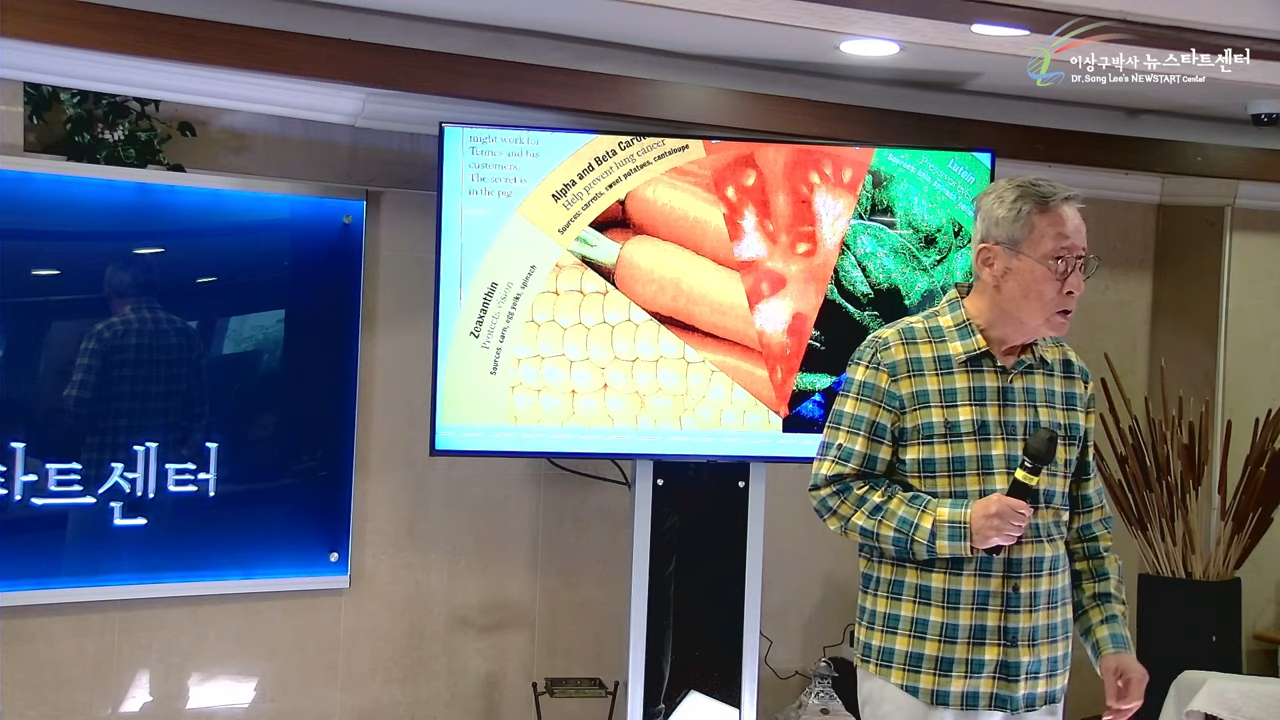 이상구박사 뉴스타트센터
Dr. Sang Lee's NEWSTART Center
might work for
Termes and his
customers.
The secret is
in the pig
Alpha and Beta Carot
Help prevent lung cancer
Sources: carrots, sweet potatoes, cantaloupe
Lutein
Zeaxanthin
Protects vision
Sources: corn, egg yolks, spinach
타트센터